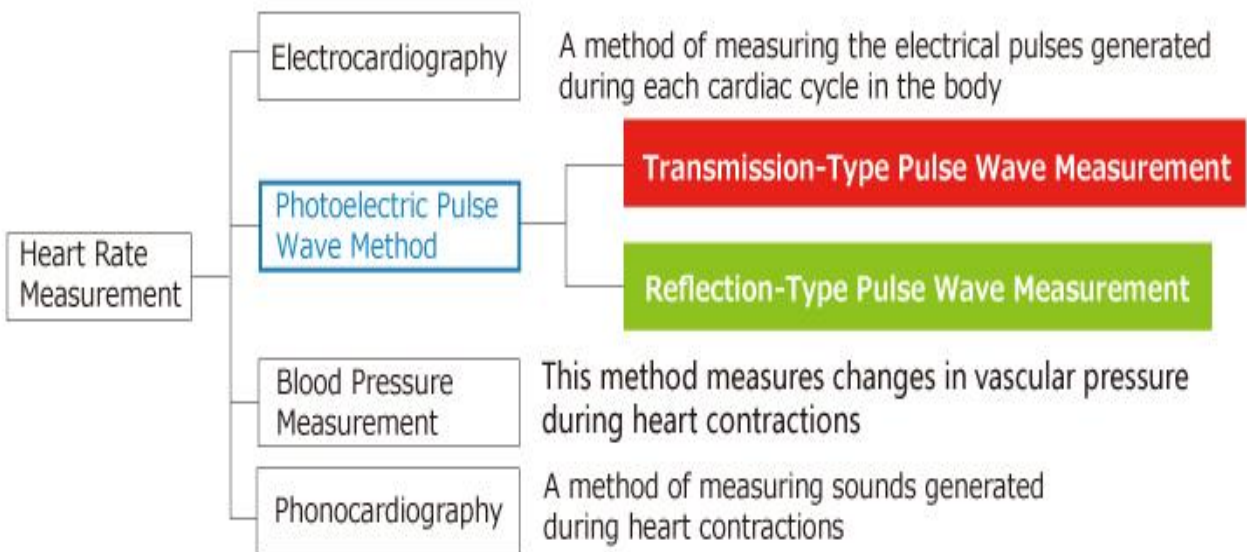 Electrocardiography
A method of measuring the electrical pulses generated
during each cardiac cycle in the body
Transmission-Type Pulse Wave Measurement
Photoelectric Pulse
Wave Method
Heart Rate
Measurement
Reflection-Type Pulse Wave Measurement
Blood Pressure
Measurement
This method measures changes in vascular pressure
during heart contractions
Phonocardiography
A method of measuring sounds generated
during heart contractions